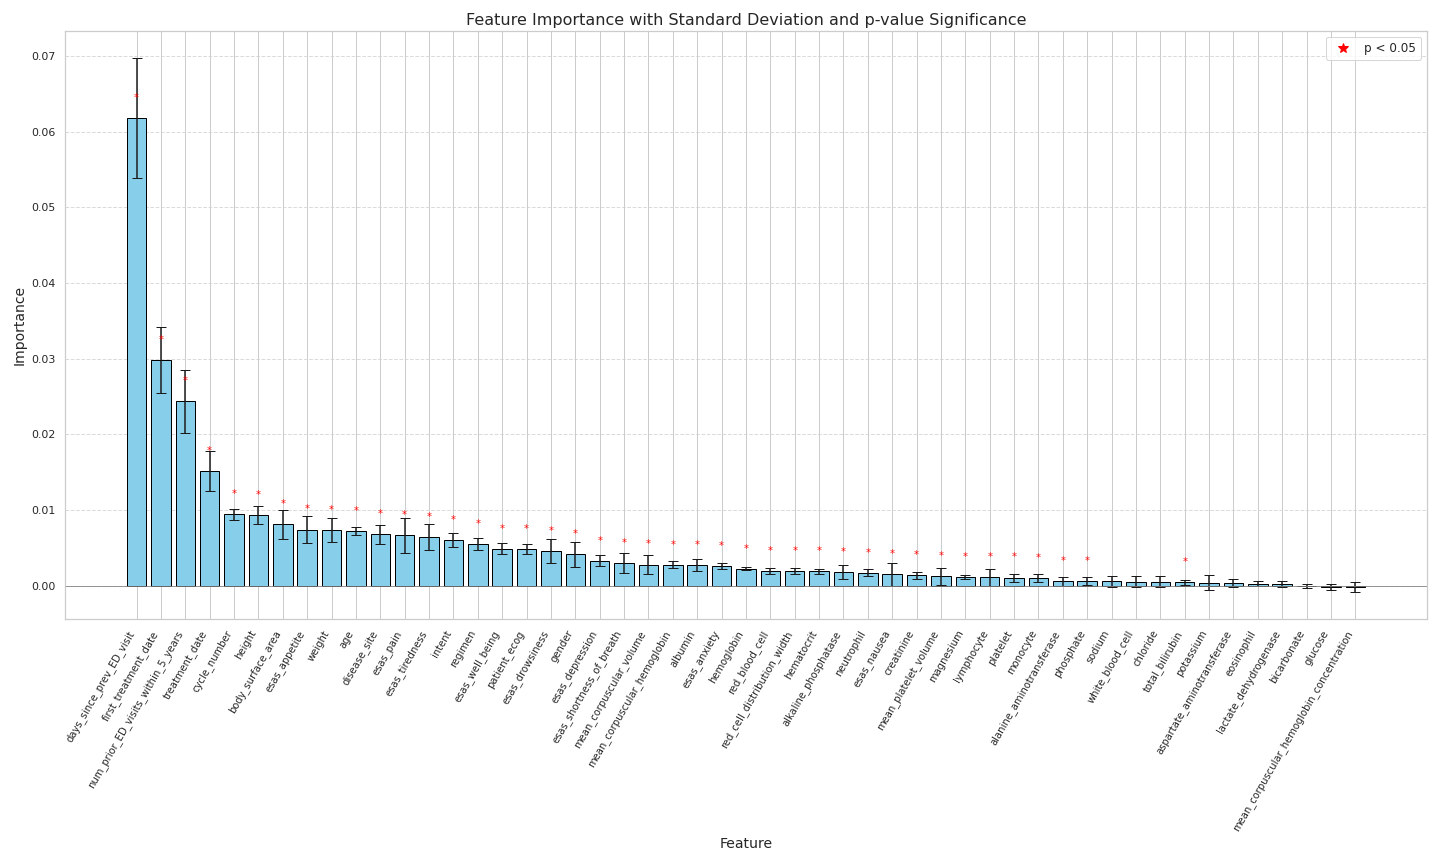 Feature Importance with Standard Deviation and p-value Significance
p < 0.05
Importance
0.07
0.06
0.05
0.04
0.03
0.02
0.01
0.00
days_since_prev_ED_visit
first_treatment_date
num_prior_ED_visits_within_5_years
treatment_date
cycle_number
height
body_surface_area
esas_appetite
weight
age
disease_site
esas_pain
esas_tiredness
intent
regimen
esas_well_being
patient_ecog
esas_drowsiness
gender
esas_depression
esas_shortness_of_breath
mean_corpuscular_volume
mean_corpuscular_hemoglobin
albumin
esas_anxiety
hemoglobin
red_blood_cell
red_cell_distribution_width
hematocrit
alkaline_phosphatase
neutrophil
esas_nausea
creatinine
mean_platelet_volume
magnesium
lymphocyte
platelet
monocyte
alanine_aminotransferase
phosphate
sodium
white_blood_cell
chloride
total_bilirubin
potassium
aspartate_aminotransferase
eosinophil
lactate_dehydrogenase
bicarbonate
glucose
mean_corpuscular_hemoglobin_concentration
Feature